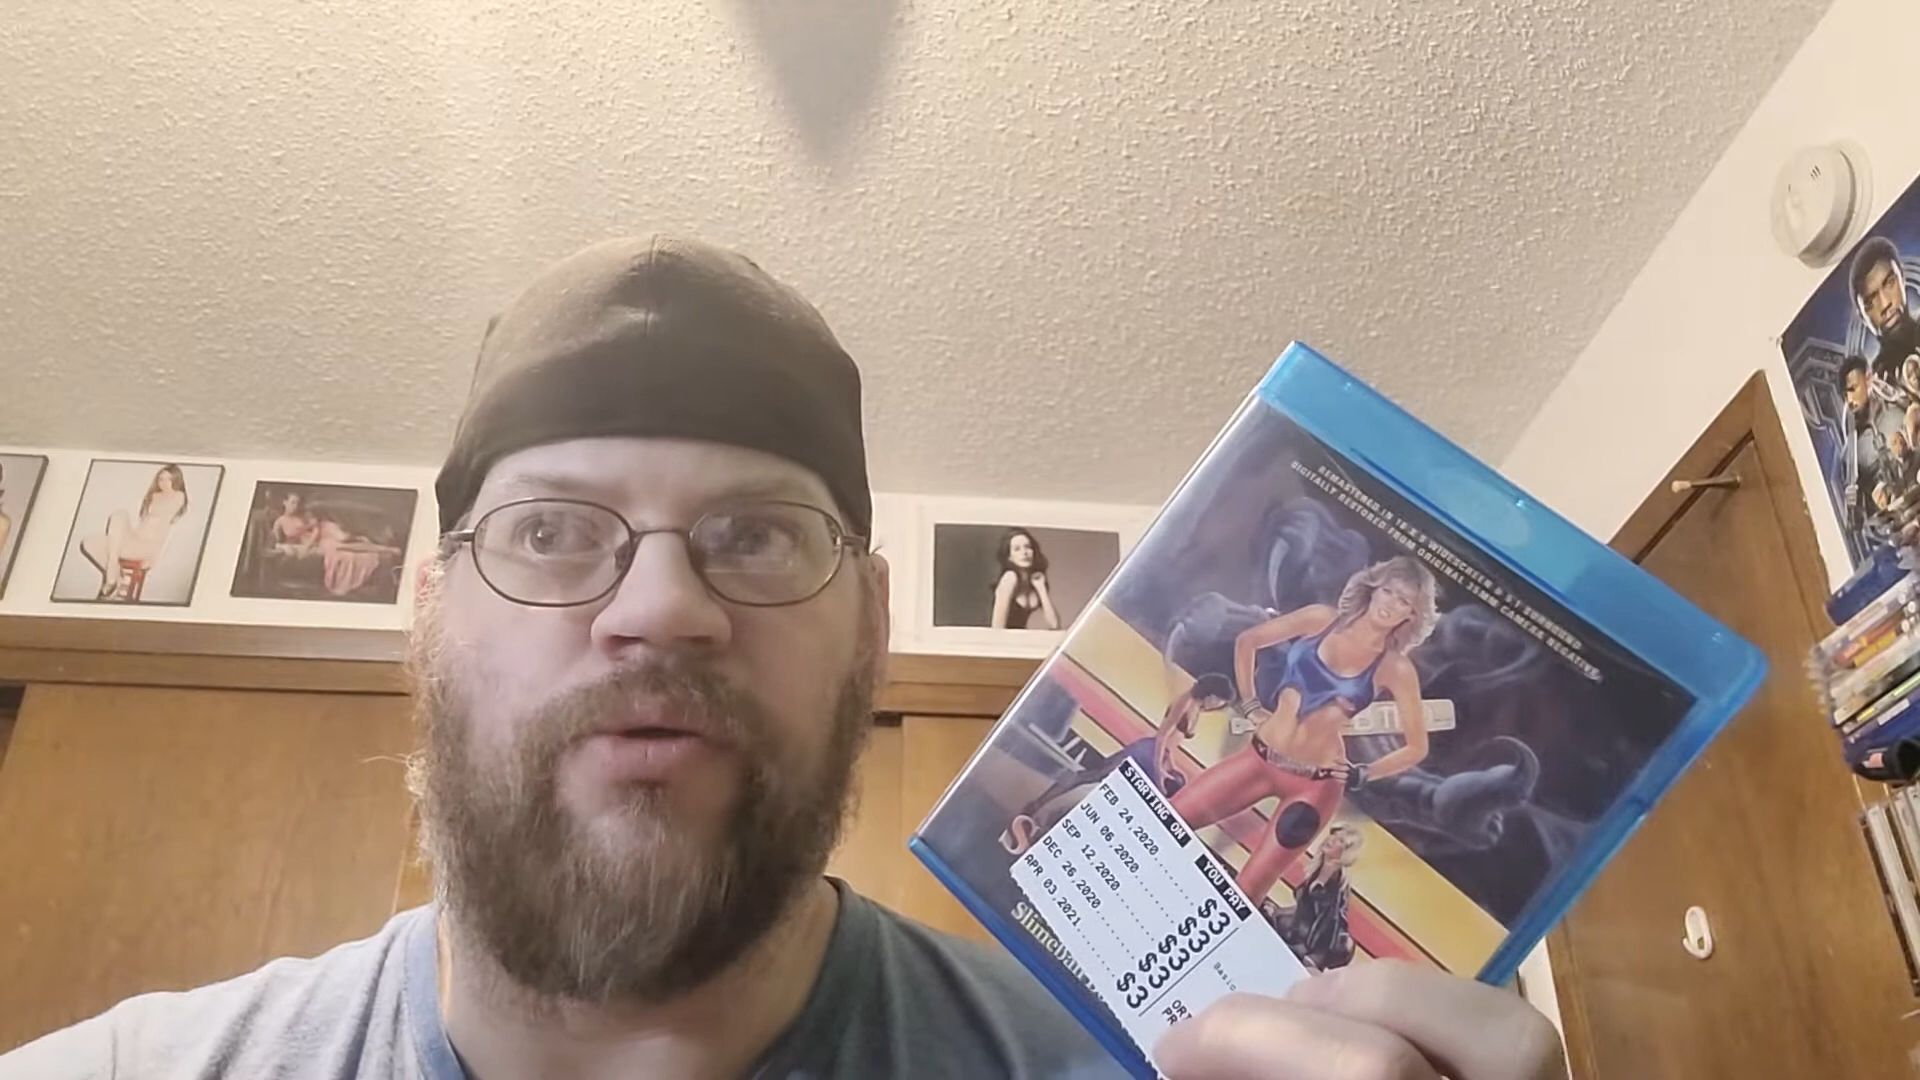 REMASTERED IN 16 X 9 WIDESCREEN & 5.1 SURROUND
DIGITALLY RESTORED FROM ORIGINAL 35MM CAMERA NEGATIVE
STARTING ON YOU PAY
FEB 24,2020.......$3
JUN 06,2020.......$3
SEP 12,2020.......$3
DEC 26,2020.......$3
APR 03,2021.......$3
Basic